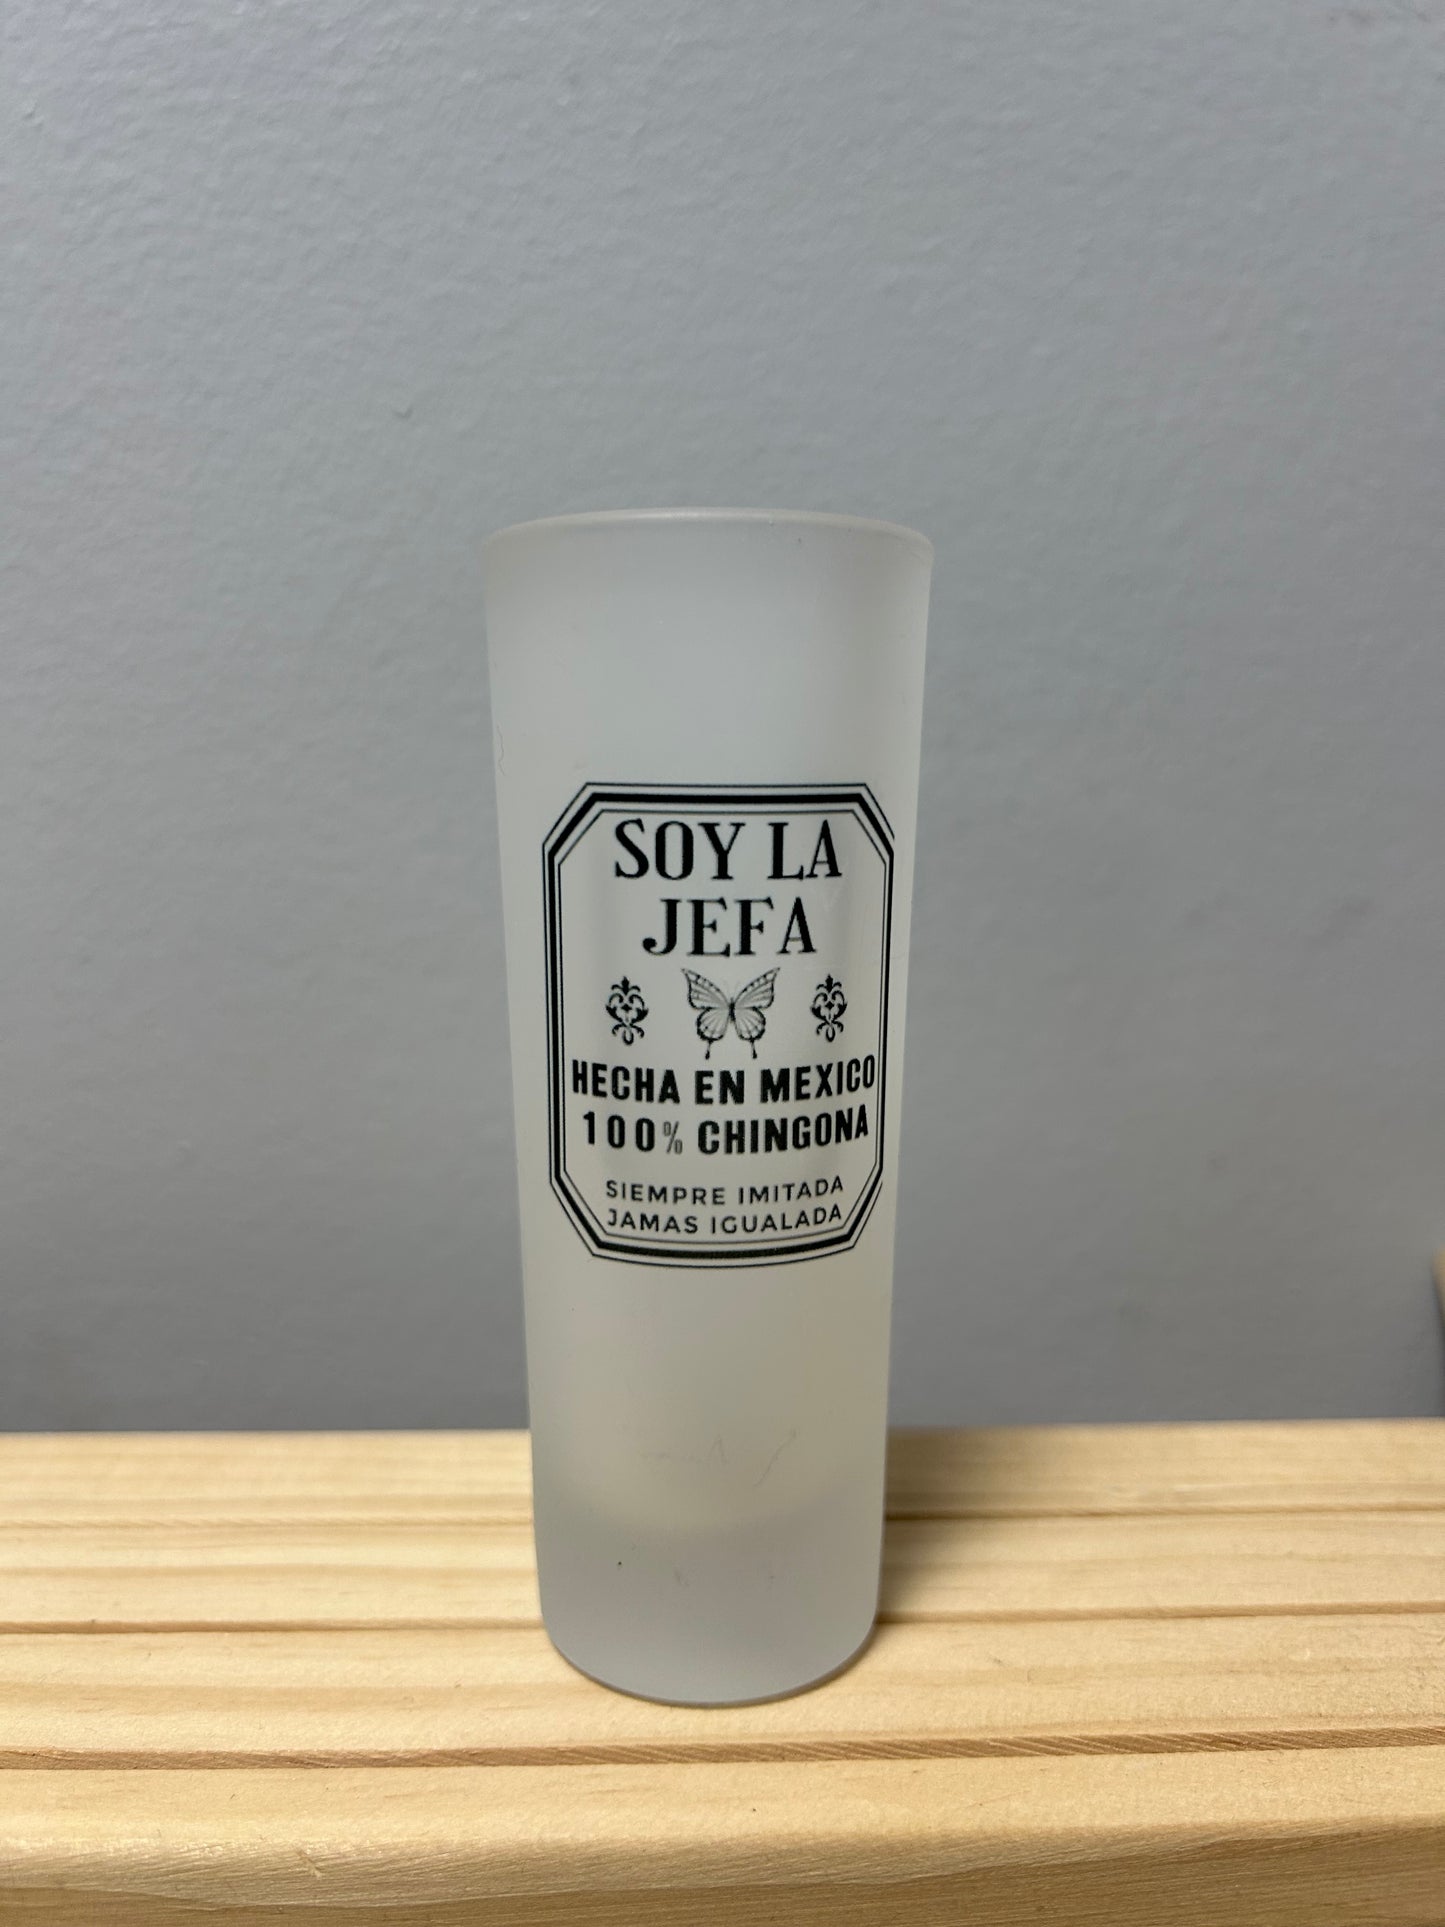 SOY LA
JEFA
HECHA EN MEXICO
100% CHINGONA
SIEMPRE IMITADA
JAMAS IGUALADA